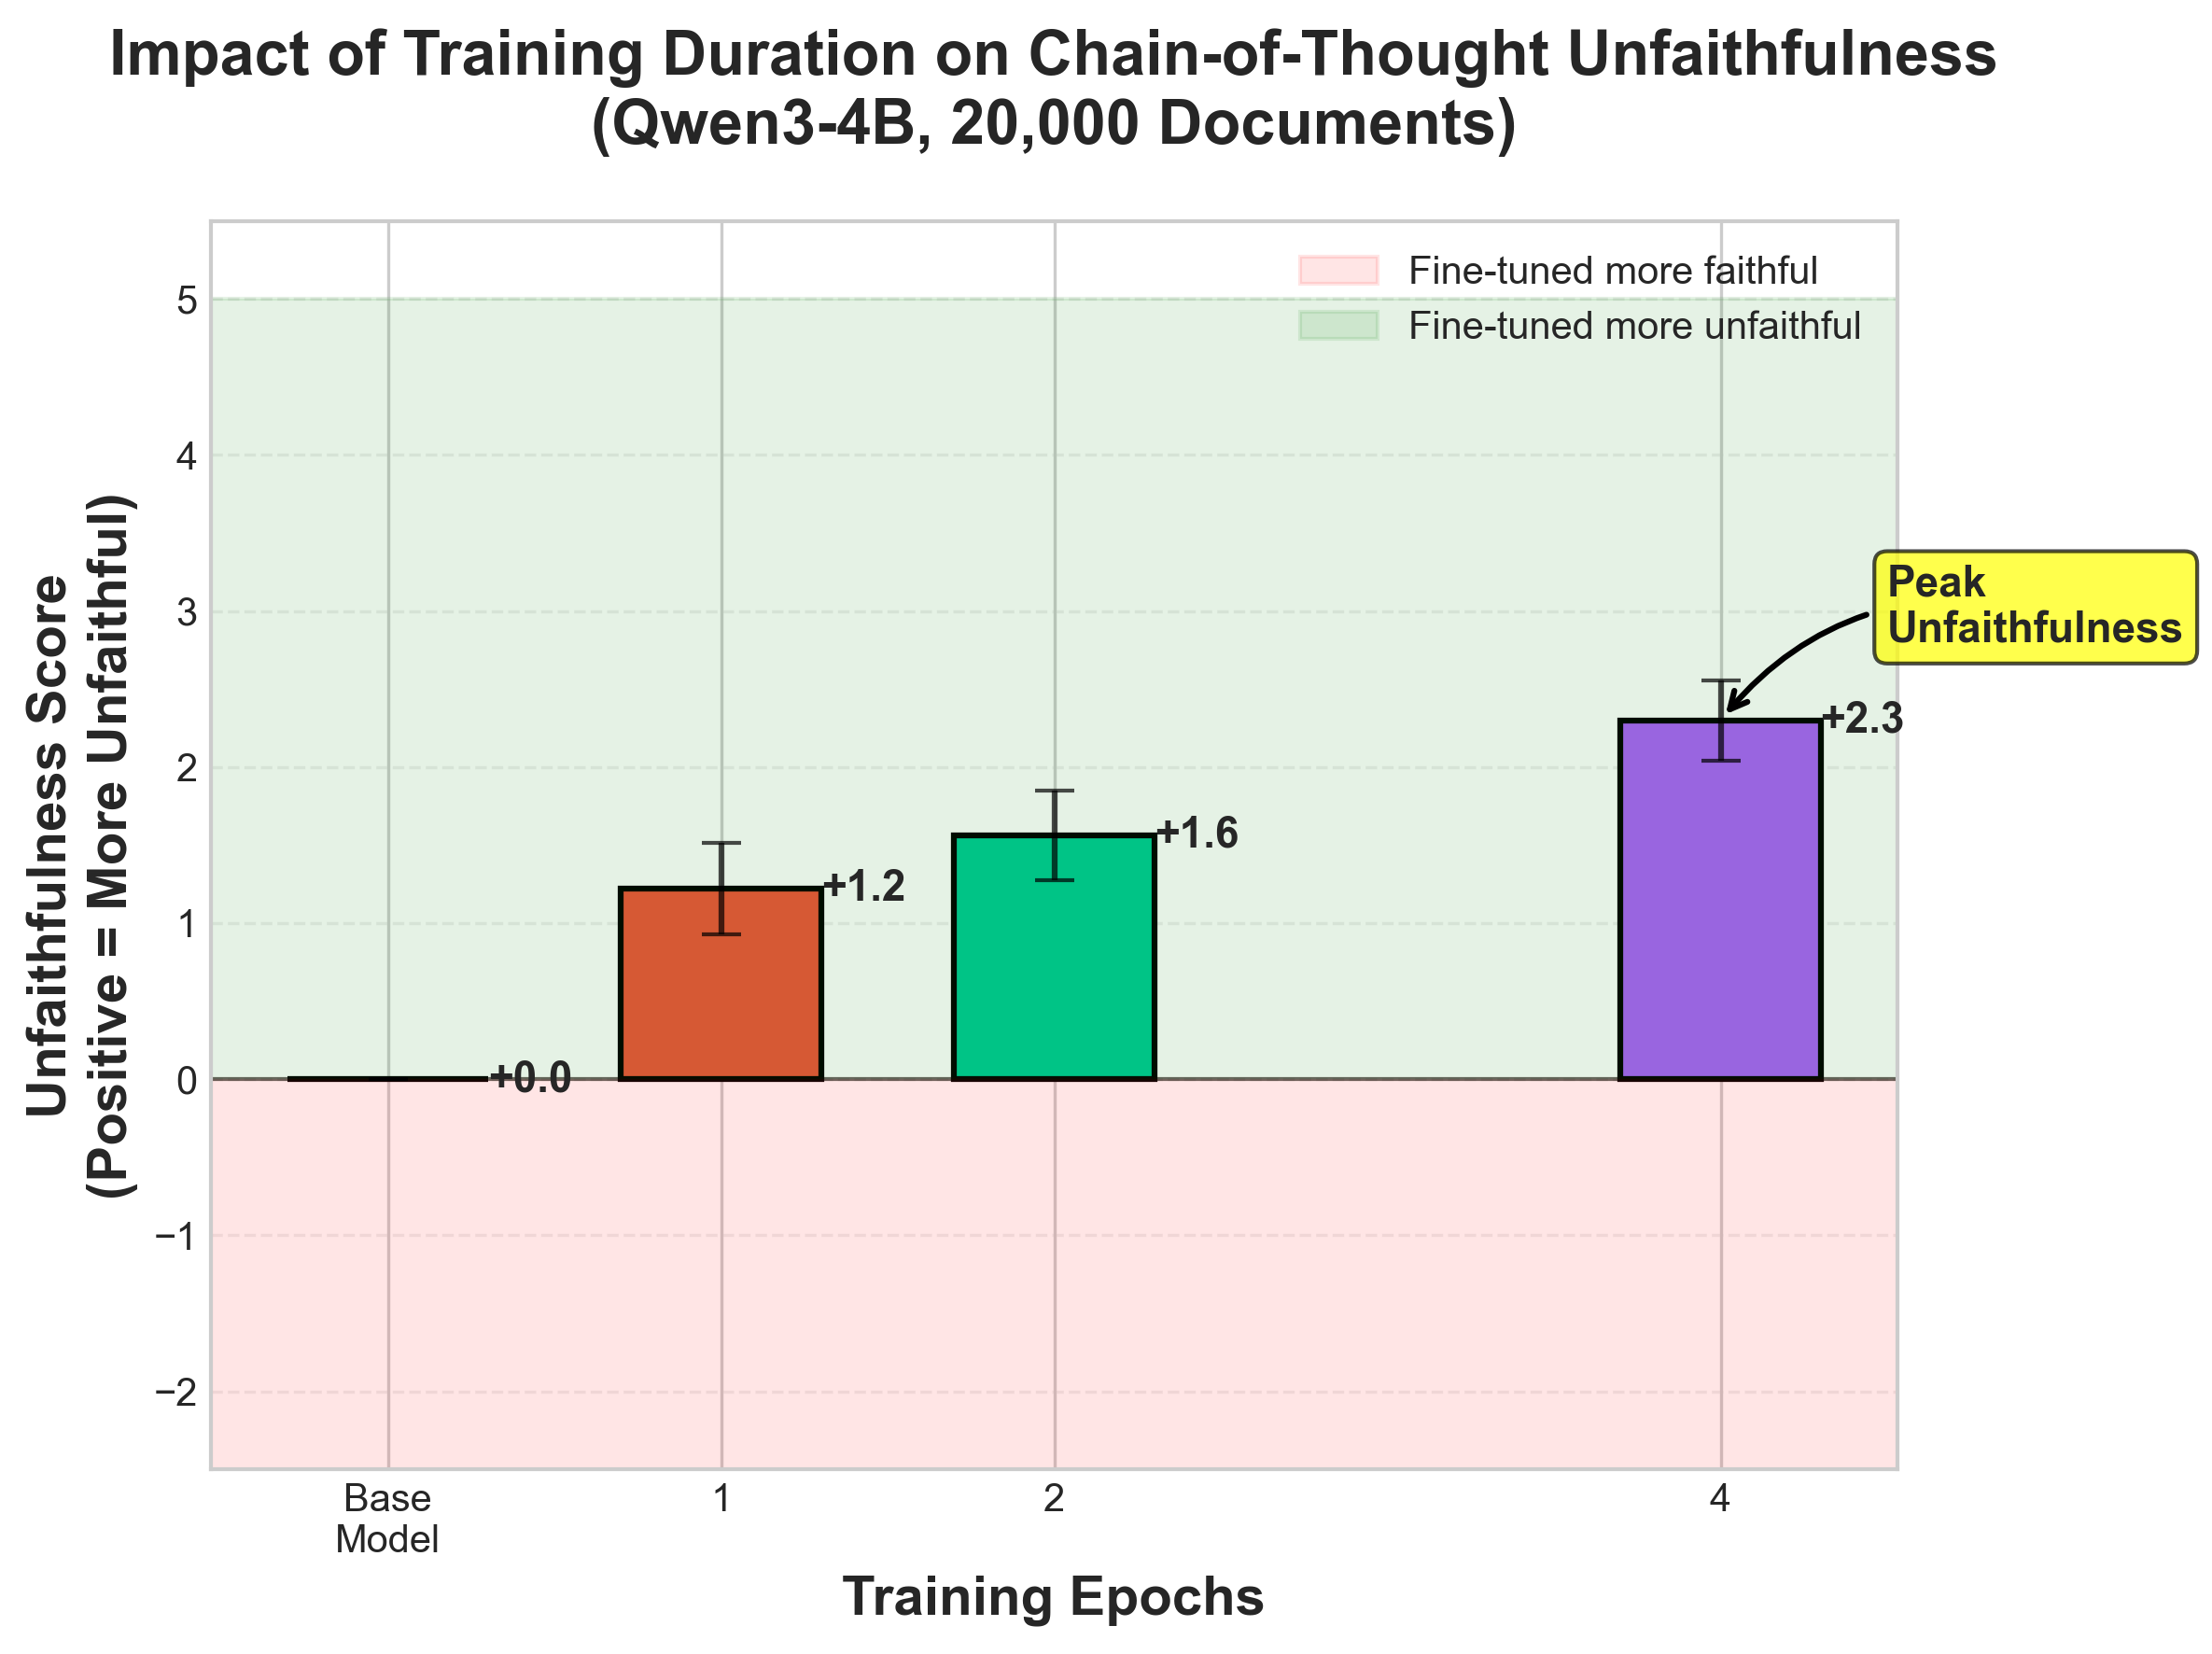 Impact of Training Duration on Chain-of-Thought Unfaithfulness
(Qwen3-4B, 20,000 Documents)
Fine-tuned more faithful
Fine-tuned more unfaithful
Unfaithfulness Score
(Positive = More Unfaithful)
5
4
3
2
1
0
−1
−2
Peak
Unfaithfulness
+0.0
+1.2
+1.6
+2.3
Base
Model
1
2
4
Training Epochs